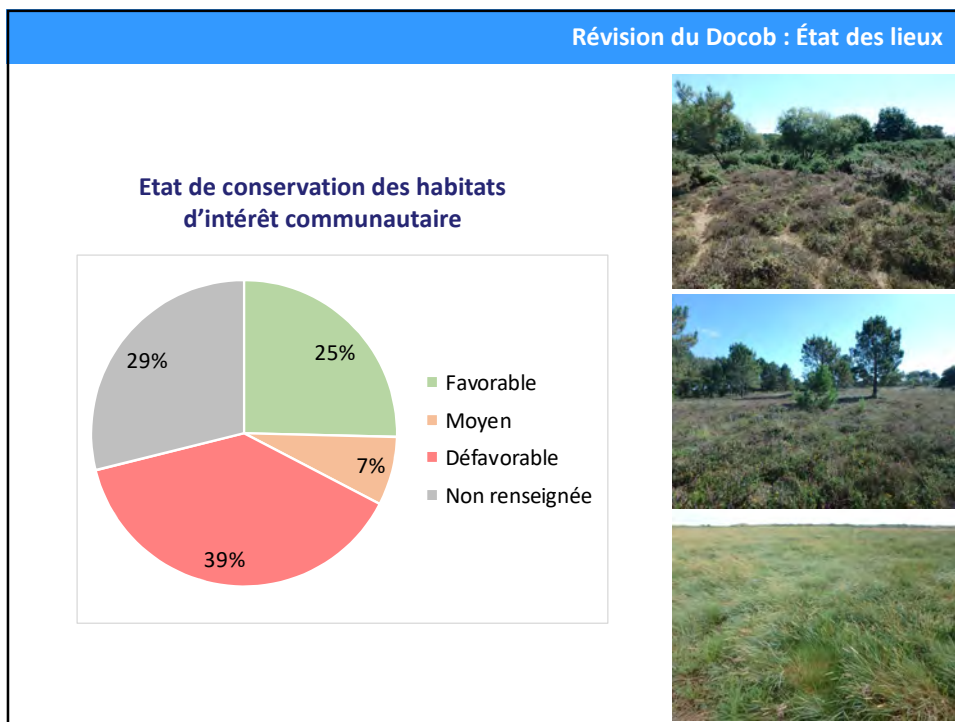 Révision du Docob : État des lieux
Etat de conservation des habitats
d'intérêt communautaire
25%
7%
39%
29%
Favorable
Moyen
Défavorable
Non renseignée